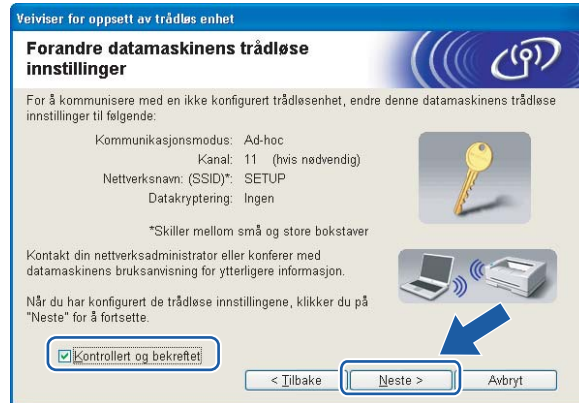 Veiviser for oppsett av trådløs enhet
Forandre datamaskinens trådløse
innstillinger
For å kommunisere med en ikke konfigurert trådløsenhet, endre denne datamaskinens trådløse
innstillinger til følgende:
Kommunikasjonsmodus: Ad-hoc
Kanal: 11 (hvis nødvendig)
Nettverksnavn: (SSID)*: SETUP
Datakryptering: Ingen
*Skiller mellom små og store bokstaver
Kontakt din nettverksadministrator eller konferer med
datamaskinens bruksanvisning for ytterligere informasjon.
Når du har konfigurert de trådløse innstillingene, klikker du på
"Neste" for å fortsette.
Kontrollert og bekreftet
< Tilbake Neste > Avbryt